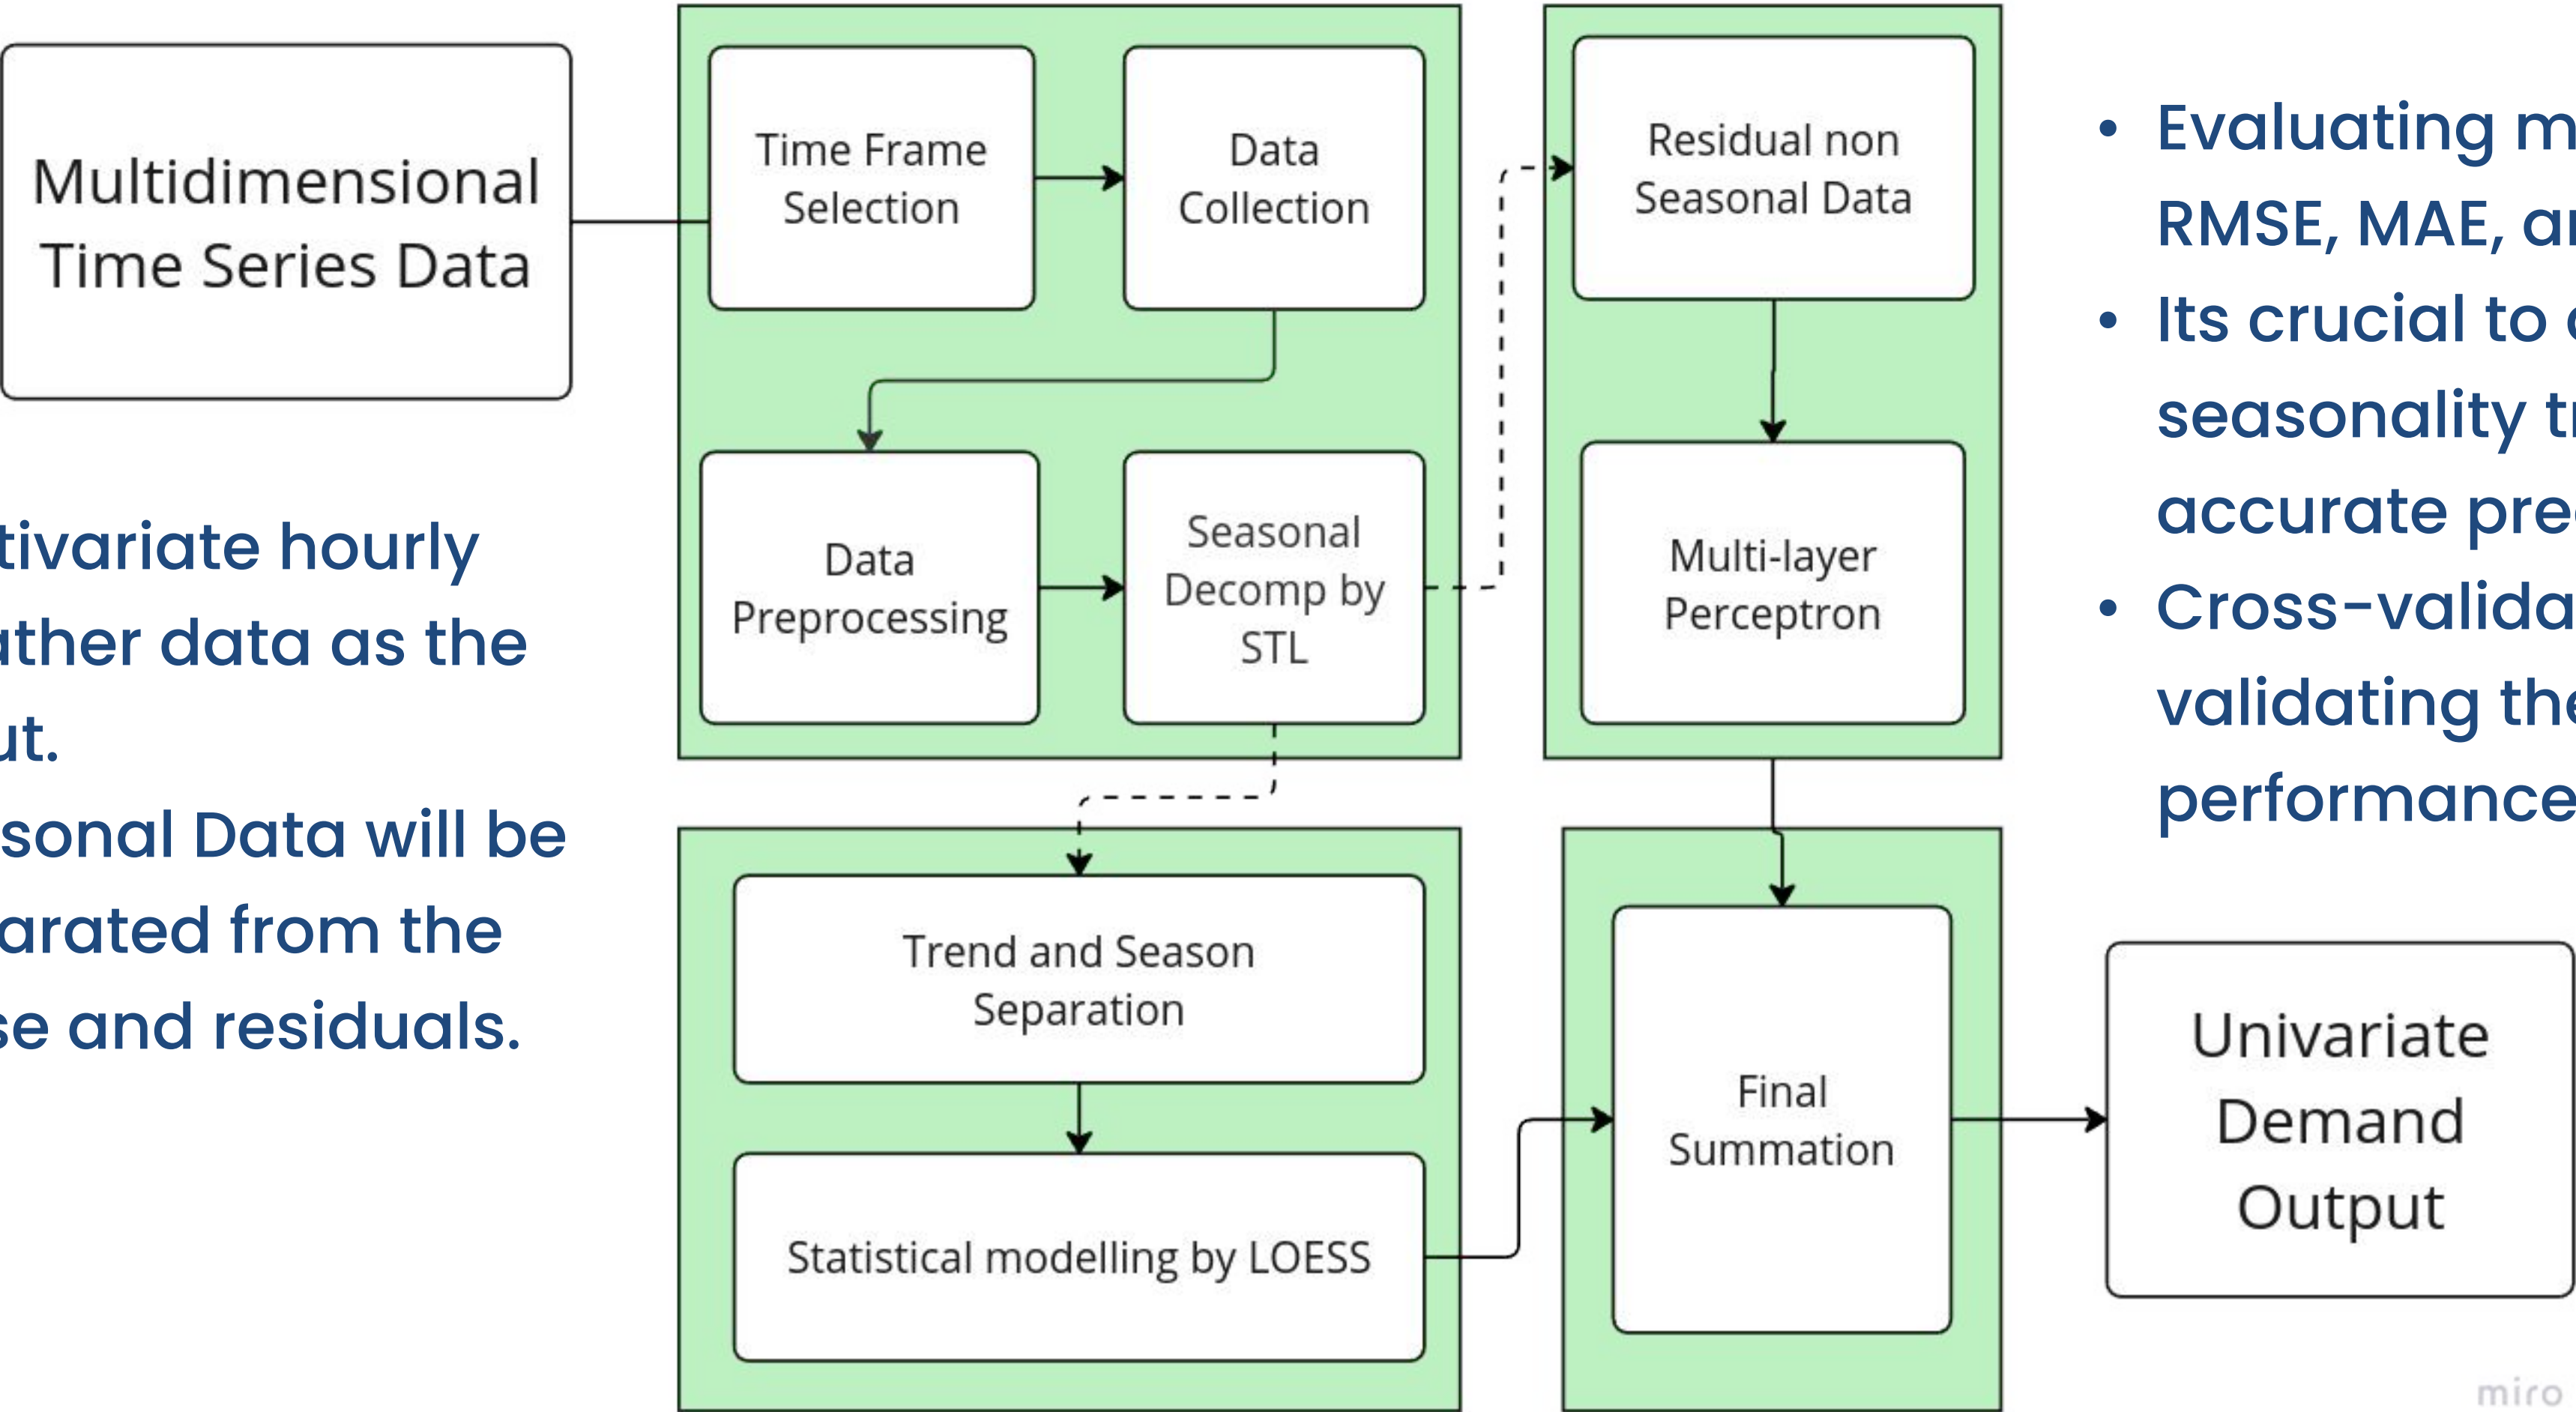 Multidimensional
Time Series Data
Time Frame
Selection
Data
Collection
Data
Preprocessing
Seasonal
Decomp by
STL
Residual non
Seasonal Data
Multi-layer
Perceptron
Trend and Season
Separation
Statistical modelling by LOESS
Final
Summation
Univariate
Demand
Output
tivariate hourly
ather data as the
ut.
sonal Data will be
arated from the
se and residuals.
• Evaluating m
RMSE, MAE, a
• Its crucial to
seasonality t
accurate pre
• Cross-valida
validating the
performance
miro